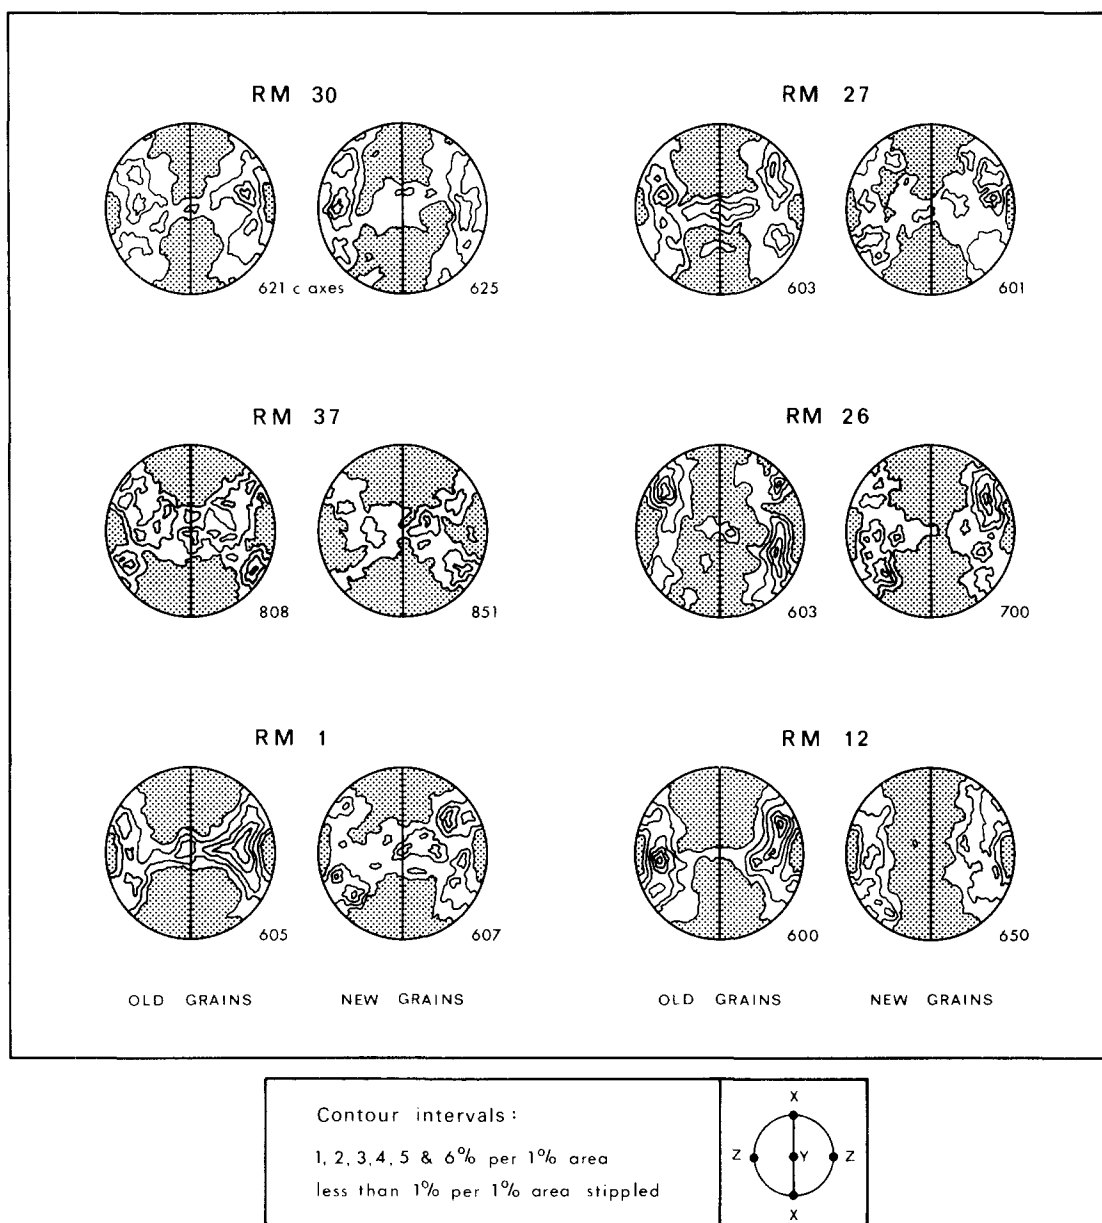 RM 30
RM 27
621 c axes
625
603
601
RM 37
RM 26
808
851
603
700
RM 1
RM 12
605
607
600
650
OLD GRAINS
NEW GRAINS
OLD GRAINS
NEW GRAINS
Contour intervals:
1, 2, 3, 4, 5 & 6% per 1% area
less than 1% per 1% area stippled
X
Z
Y
Z
X